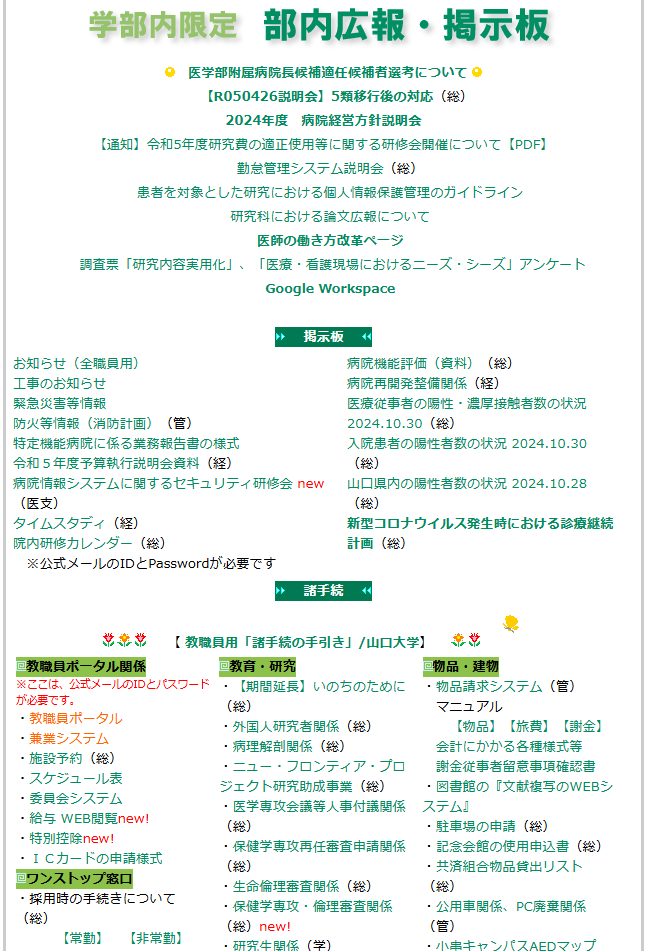 学部内限定 部内広報・掲示板
医学部附属病院長候補適任候補者選考について
【R050426説明会】5類移行後の対応（総）
2024年度　病院経営方針説明会
【通知】令和5年度研究費の適正使用等に関する研修会開催について【PDF】
勤怠管理システム説明会（総）
患者を対象とした研究における個人情報保護管理のガイドライン
研究科における論文広報について
医師の働き方改革ページ
調査票「研究内容実用化」、「医療・看護現場におけるニーズ・シーズ」アンケート
Google Workspace
掲示板
お知らせ（全職員用）
工事のお知らせ
緊急災害等情報
防火等情報（消防計画）（管）
特定機能病院に係る業務報告書の様式
令和５年度予算執行説明会資料（経）
病院情報システムに関するセキュリティ研修会 new
（医支）
タイムスタディ（経）
院内研修カレンダー（総）
※公式メールのIDとPasswordが必要です
病院機能評価（資料）（総）
病院再開発整備関係（経）
医療従事者の陽性・濃厚接触者数の状況
2024.10.30（総）
入院患者の陽性者数の状況 2024.10.30
（総）
山口県内の陽性者数の状況 2024.10.28
（総）
新型コロナウイルス発生時における診療継続
計画（総）
諸手続
【 教職員用「諸手続の手引き」/山口大学】
教職員ポータル関係
※ここは、公式メールのIDとパスワード
が必要です。
・教職員ポータル
・兼業システム
・施設予約（総）
・スケジュール表
・委員会システム
・給与 WEB閲覧new!
・特別控除new!
・ＩＣカードの申請様式
ワンストップ窓口
・採用時の手続きについて
（総）
【常勤】　【非常勤】
教育・研究
・【期間延長】いのちのために
（総）
・外国人研究者関係（総）
・病理解剖関係（総）
・ニュー・フロンティア・プロ
ジェクト研究助成事業（総）
・医学専攻会議等人事付議関係
（総）
・保健学専攻再任審査申請関係
（総）
・生命倫理審査関係（総）
・保健学専攻・倫理審査関係
（総）new!
・研究生関係（学）
物品・建物
・物品請求システム（管）
マニュアル
【物品】【旅費】【謝金】
会計にかかる各種様式等
謝金従事者留意事項確認書
・図書館の『文献複写のWEBシ
ステム』
・駐車場の申請（総）
・記念会館の使用申込書（総）
・共済組合物品貸出リスト
（総）
・公用車関係、PC廃棄関係
（管）
・小串キャンパスAEDマップ